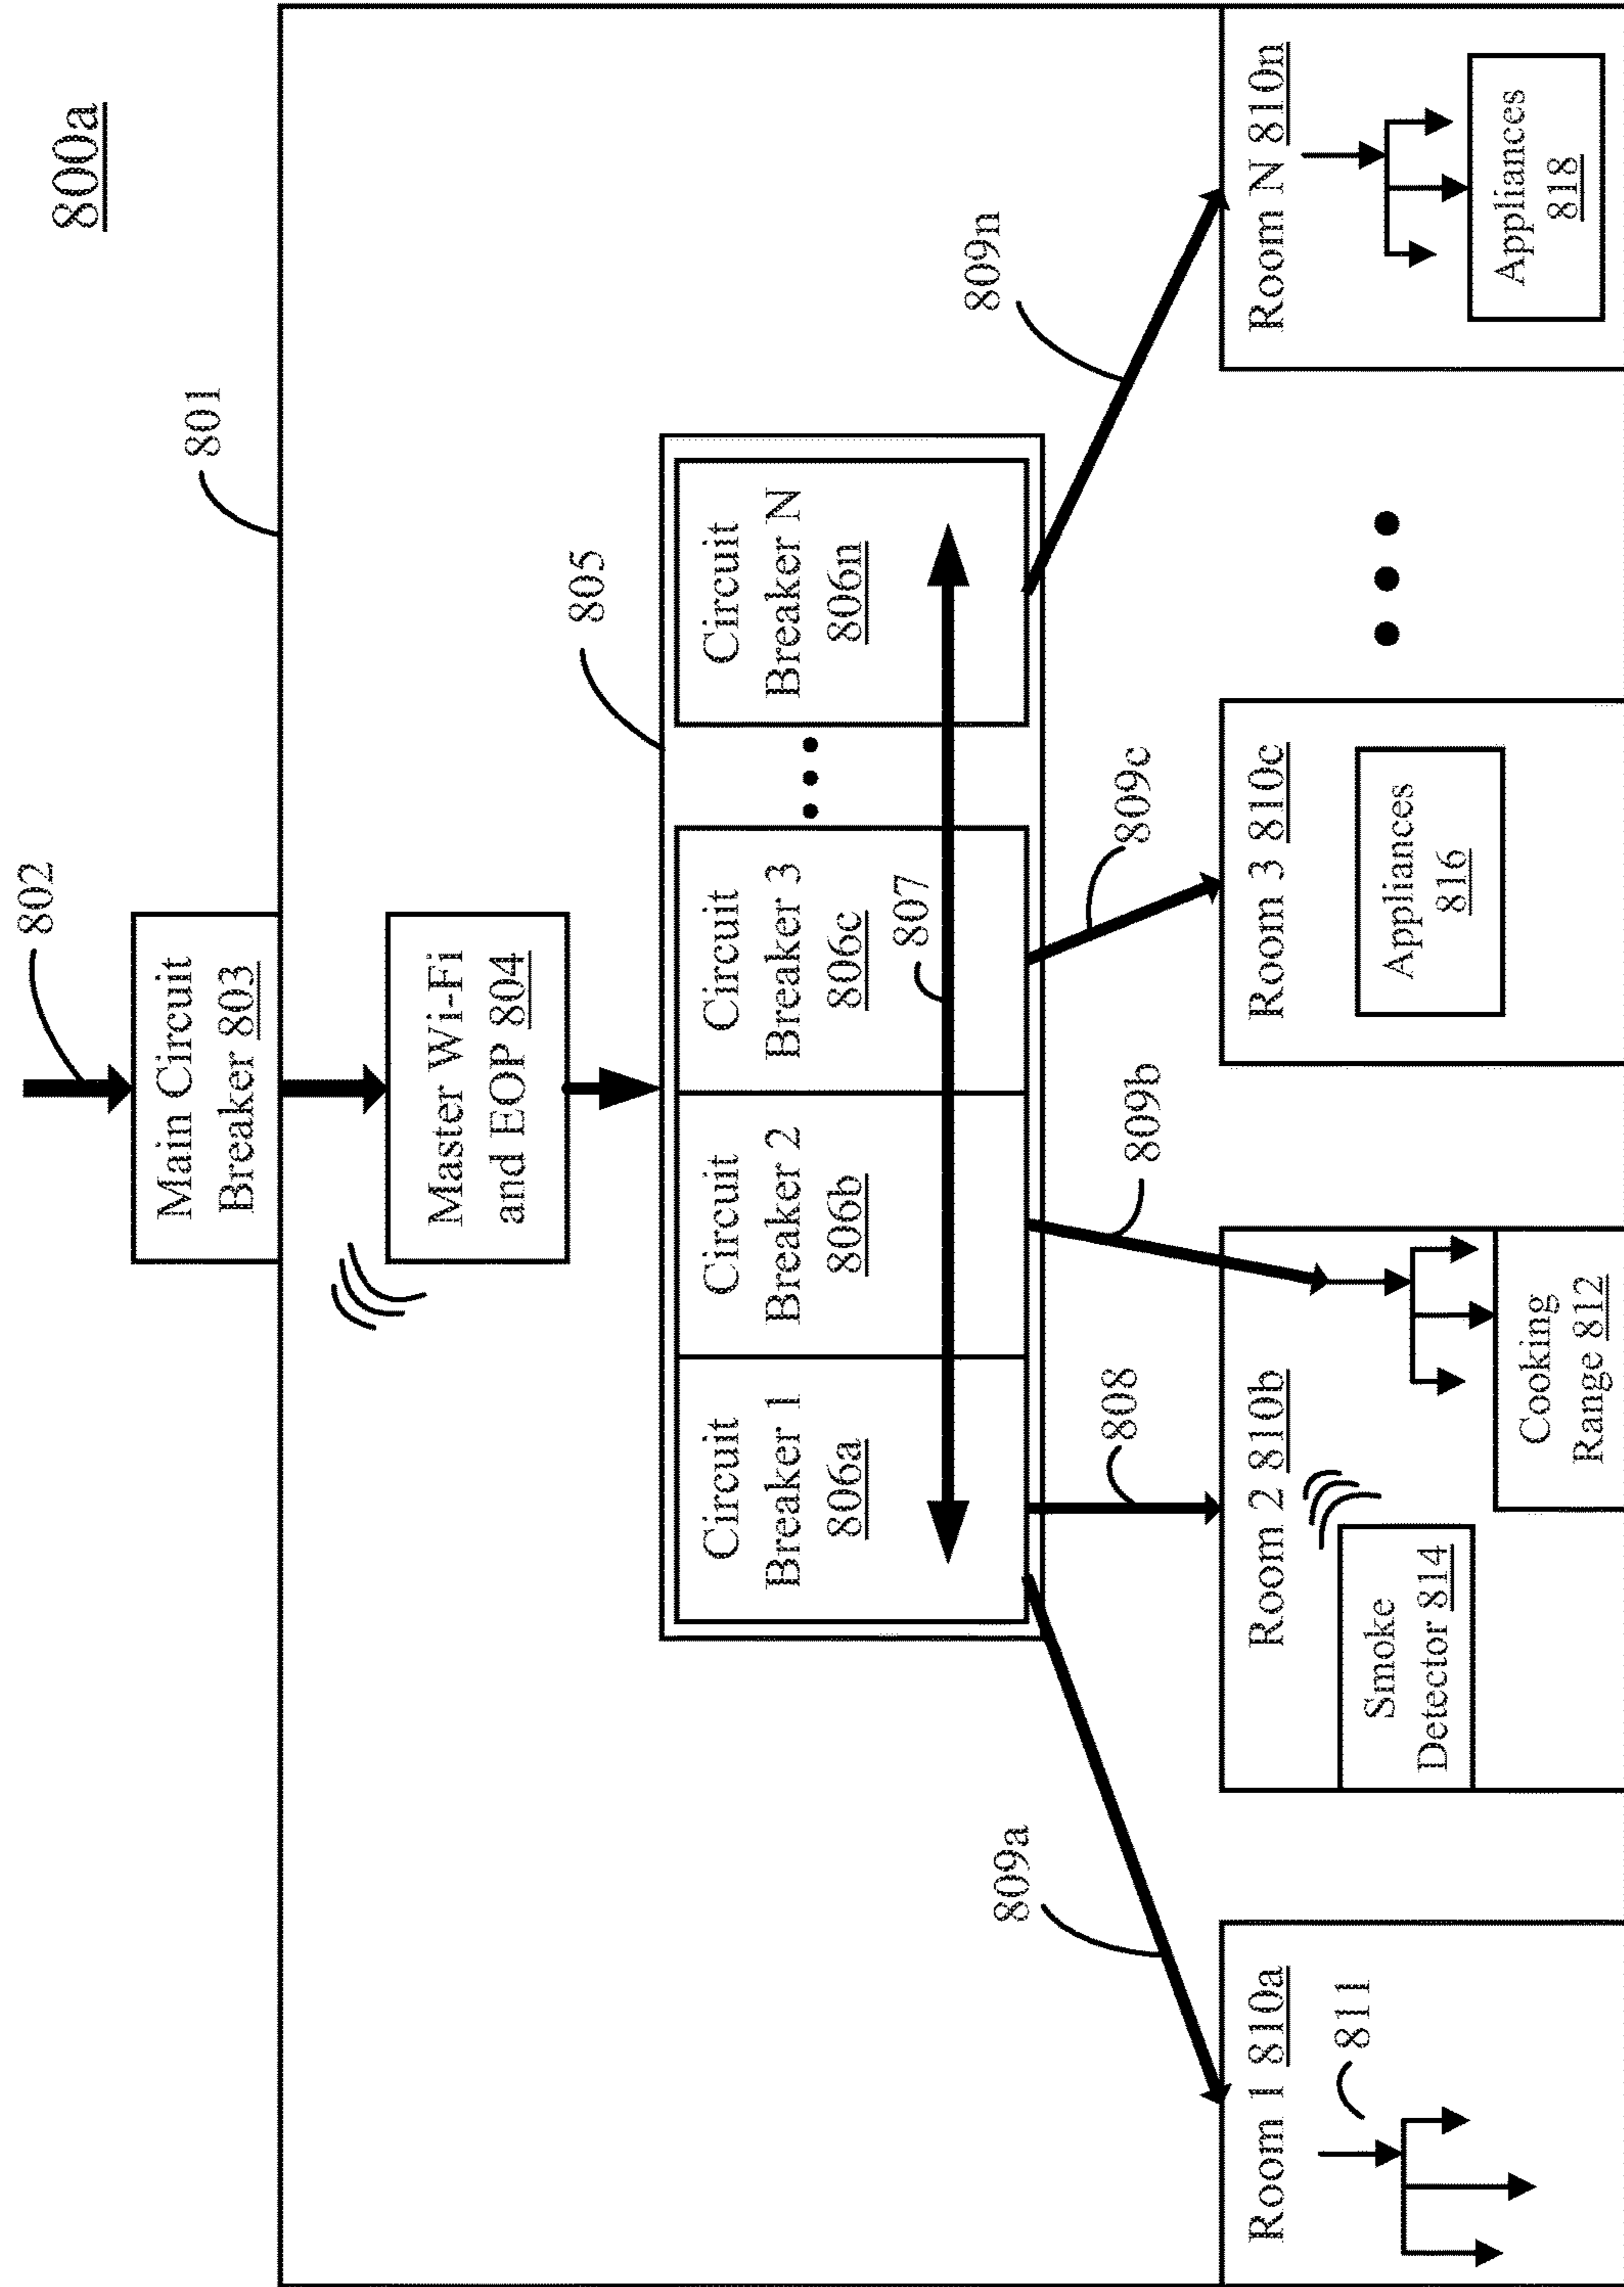 800a
802
Main Circuit
Breaker 803
801
Master Wi-Fi
and EOP 804
805
Circuit
Breaker 1
806a
Circuit
Breaker 2
806b
Circuit
Breaker 3
806c
Circuit
Breaker N
806n
807
809a
808
809b
809c
809n
Room 1 810a
811
Room 2 810b
Smoke
Detector 814
Cooking
Range 812
Room 3 810c
Appliances
816
Room N 810n
Appliances
818